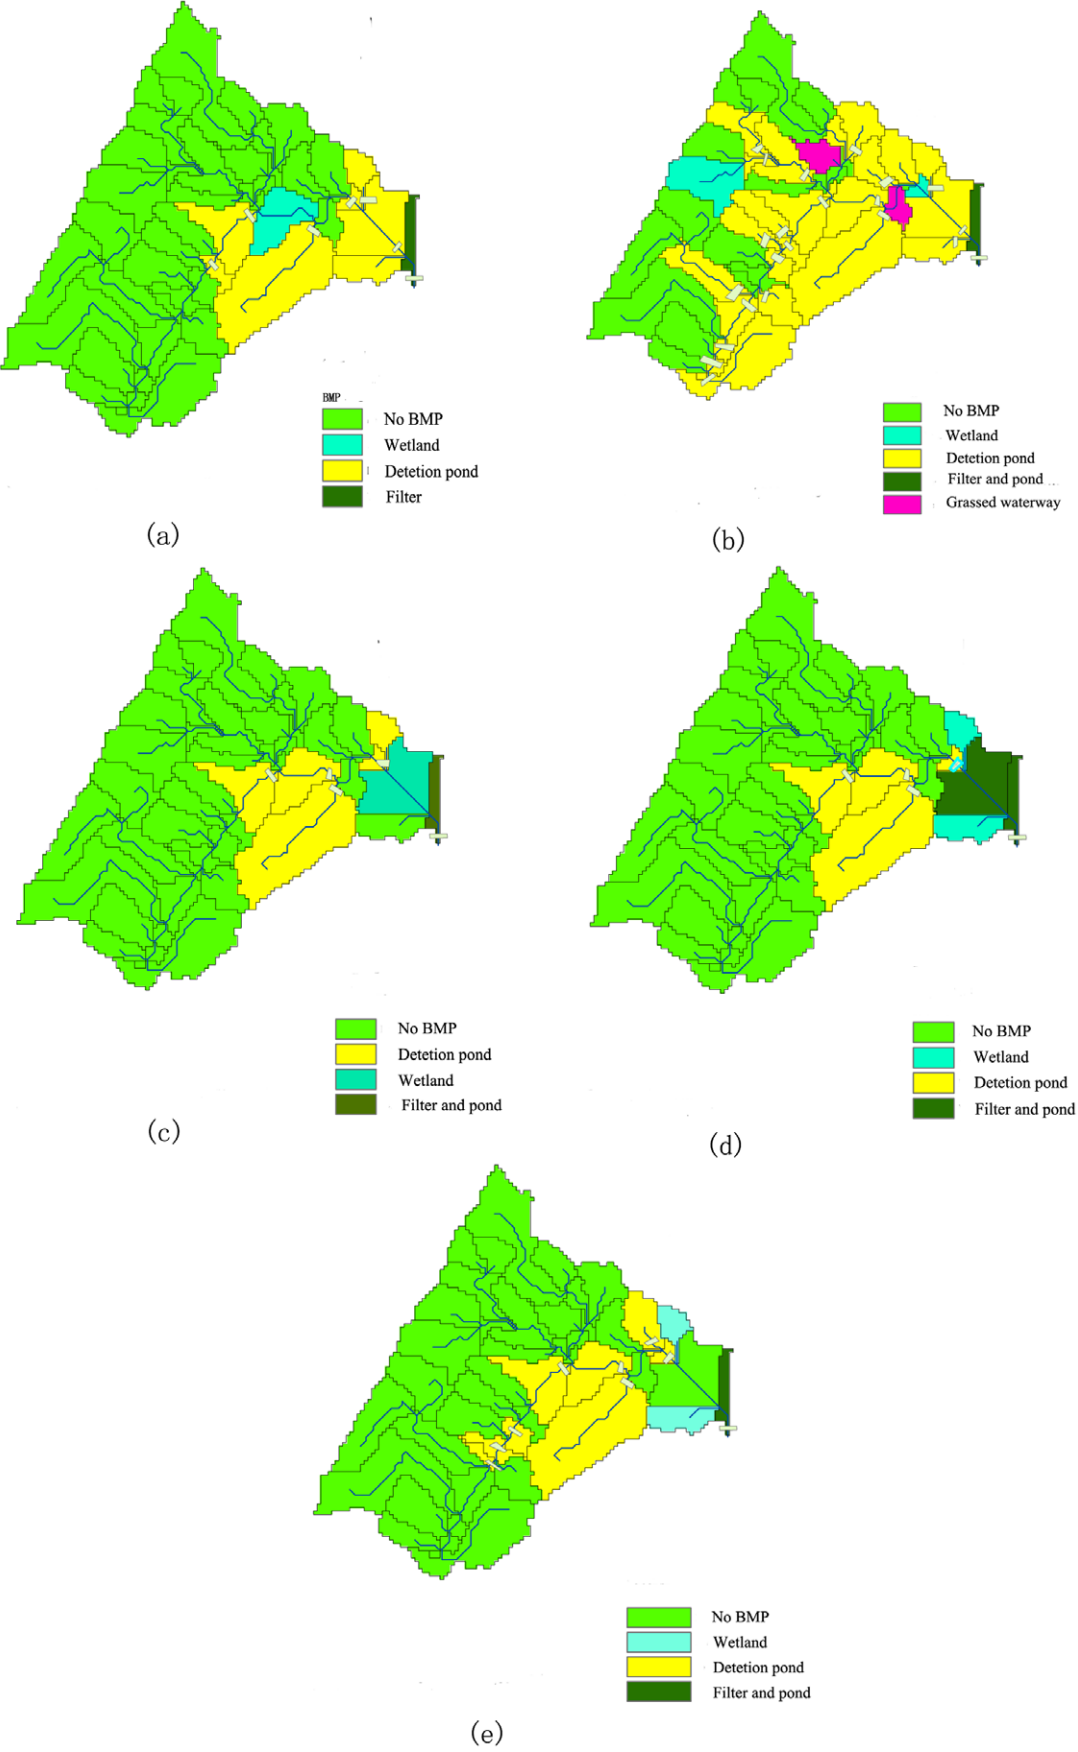 BMP
No BMP
Wetland
Detetion pond
Filter
(a)
No BMP
Wetland
Detetion pond
Filter and pond
Grassed waterway
(b)
No BMP
Detetion pond
Wetland
Filter and pond
(c)
No BMP
Wetland
Detetion pond
Filter and pond
(d)
No BMP
Wetland
Detetion pond
Filter and pond
(e)